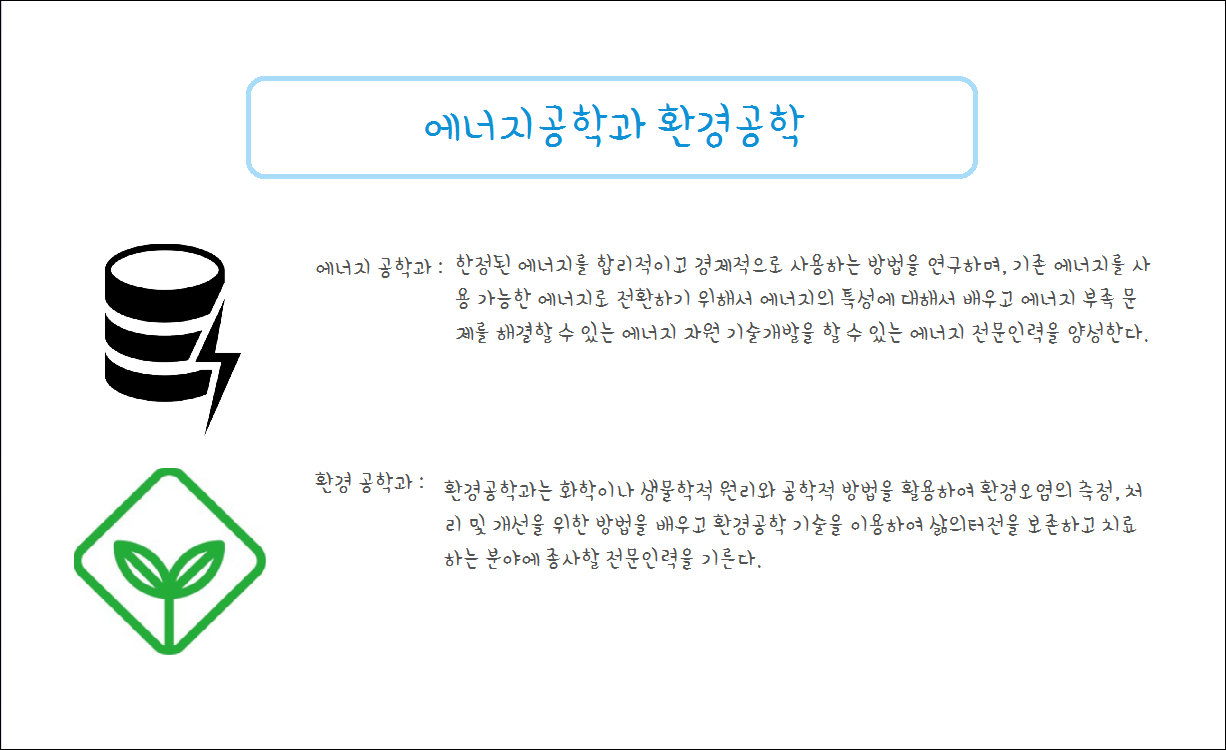 에너지공학과 환경공학
에너지 공학과 : 한정된 에너지를 합리적이고 경제적으로 사용하는 방법을 연구하며, 기존 에너지를 사
용 가능한 에너지로 전환하기 위해서 에너지의 특성에 대해서 배우고 에너지 부족 문
제를 해결할 수 있는 에너지 자원 기술개발을 할 수 있는 에너지 전문인력을 양성한다.
환경 공학과 : 환경공학과는 화학이나 생물학적 원리와 공학적 방법을 활용하여 환경오염의 측정, 처
리 및 개선을 위한 방법을 배우고 환경공학 기술을 이용하여 삶의터전을 보존하고 치료
하는 분야에 종사할 전문인력을 기른다.